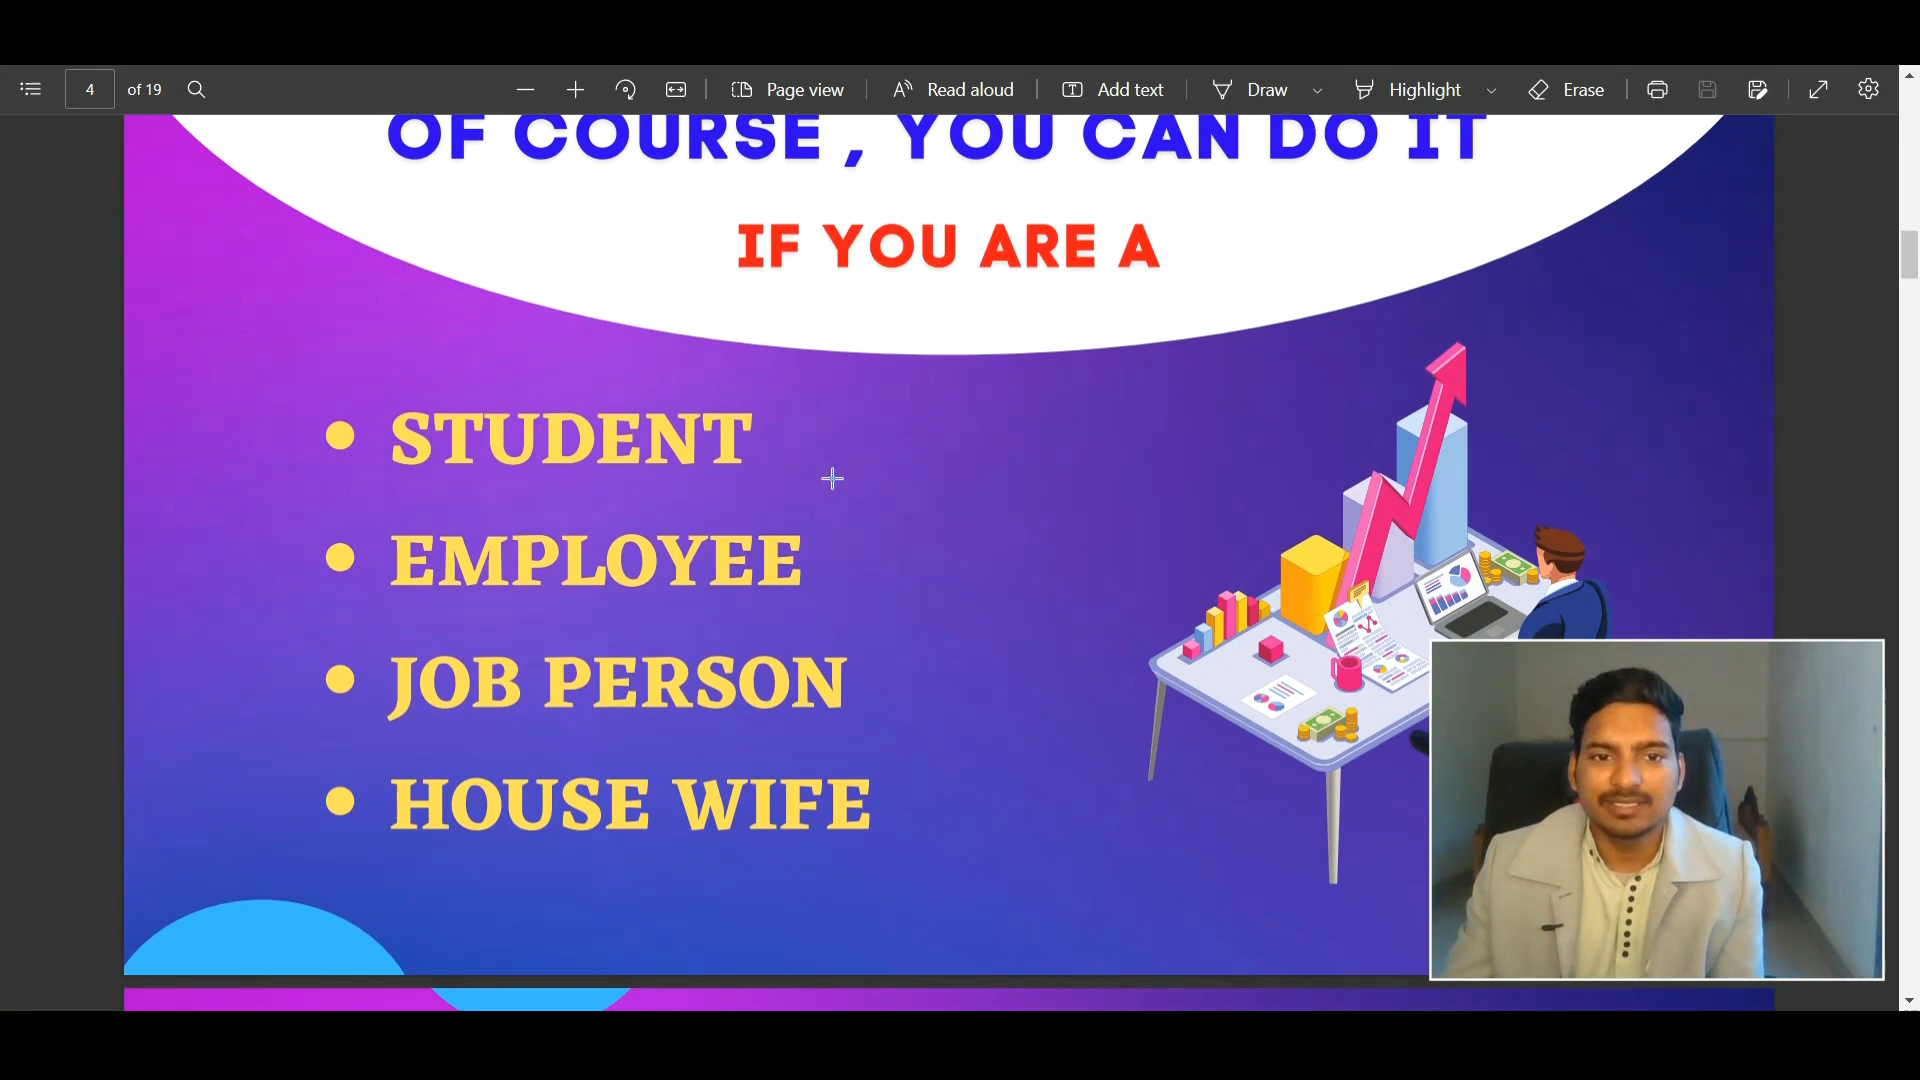 4 of 19 Page view Read aloud Add text Draw Highlight Erase
OF COURSE , YOU CAN DO IT
IF YOU ARE A
• STUDENT
• EMPLOYEE
• JOB PERSON
• HOUSE WIFE